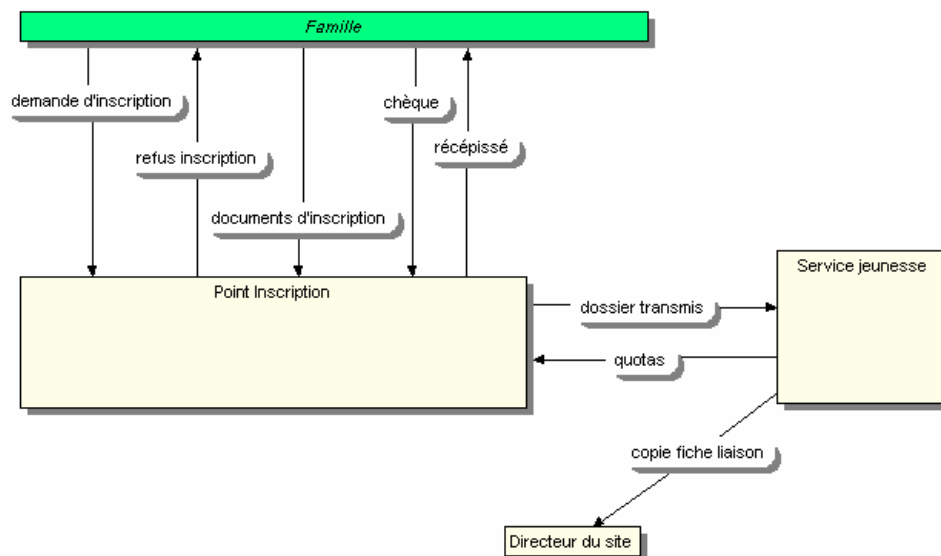 Famille
demande d'inscription
chèque
refus inscription
récépissé
documents d'inscription
Service jeunesse
Point Inscription
dossier transmis
quotas
copie fiche liaison
Directeur du site